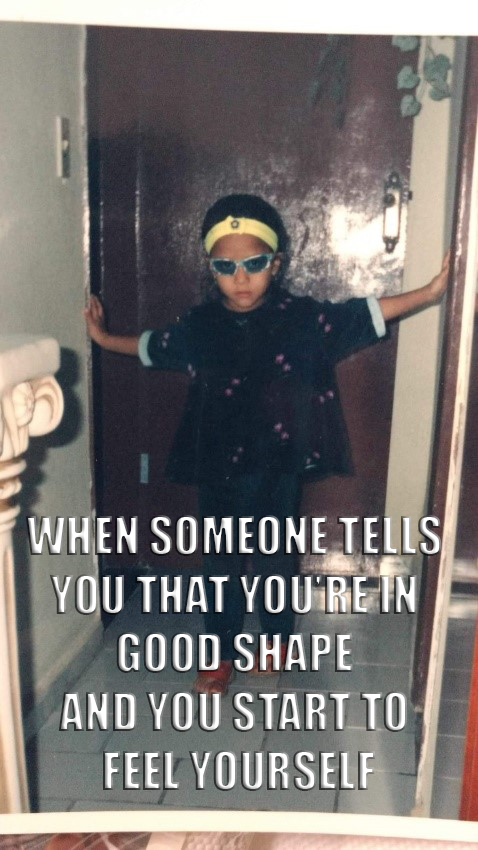 WHEN SOMEONE TELLS
YOU THAT YOU'RE IN
GOOD SHAPE
AND YOU START TO
FEEL YOURSELF